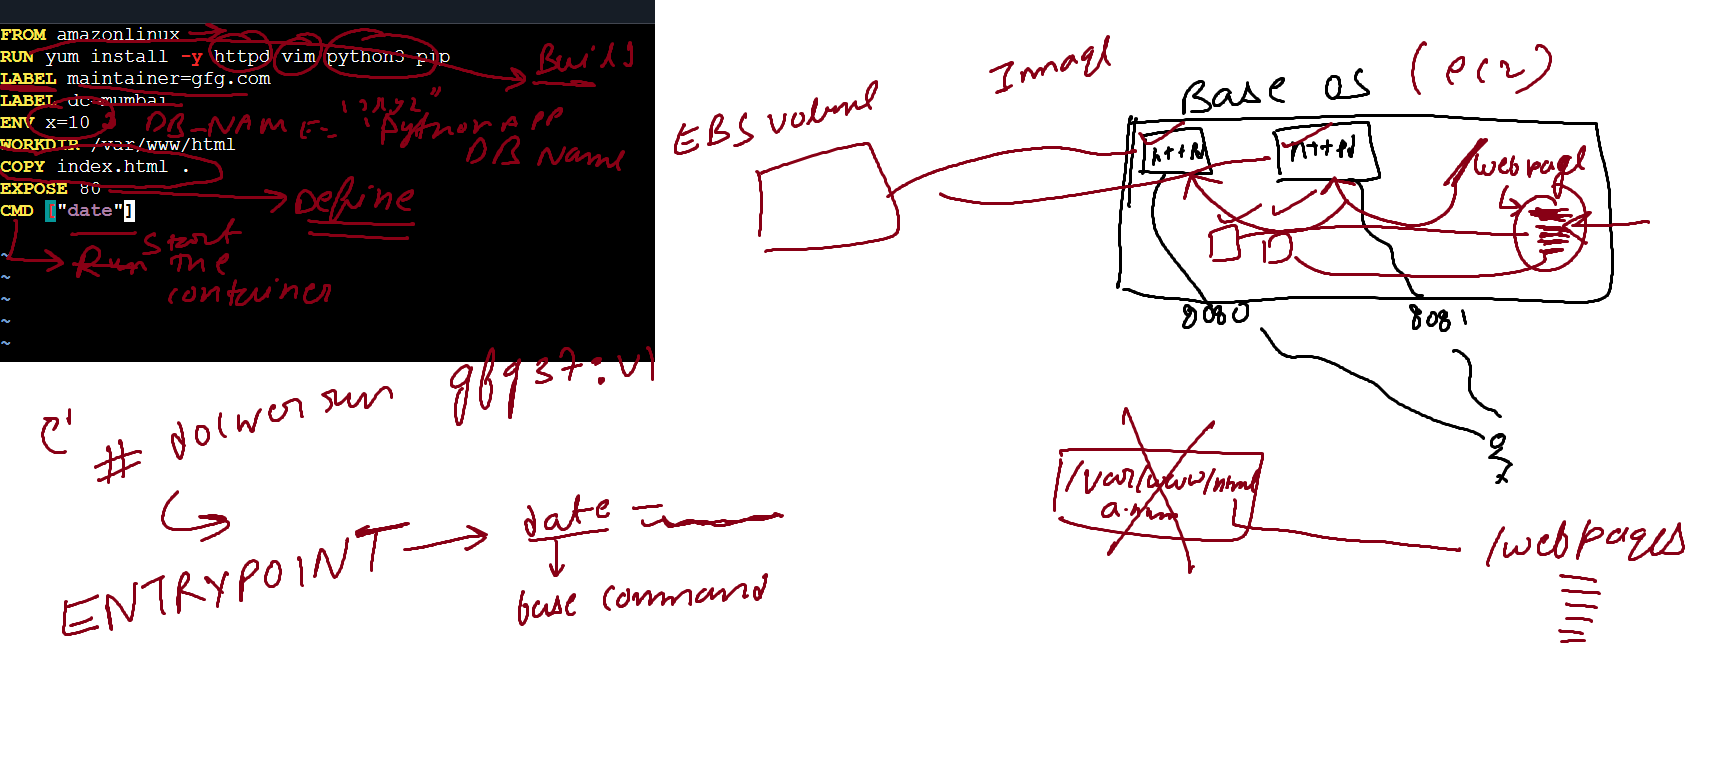 FROM amazonlinux
RUN yum install -y httpd vim python3 pip
LABEL maintainer=gfg.com
LABEL dc=mumbai
ENV x=10
WORKDIR /var/www/html
COPY index.html .
EXPOSE 80
CMD ["date"]
~
~
~
~
~
Build
DB_NAME= "xyz"
python APP
DB Name
Define
Run start
the
container
# docker run gfg37:v1
ENTRYPOINT
date
base command
Image
EBS volume
Base OS (ec2)
httpd
httpd
webpage
8080
8081
/var/www/html
/webpages